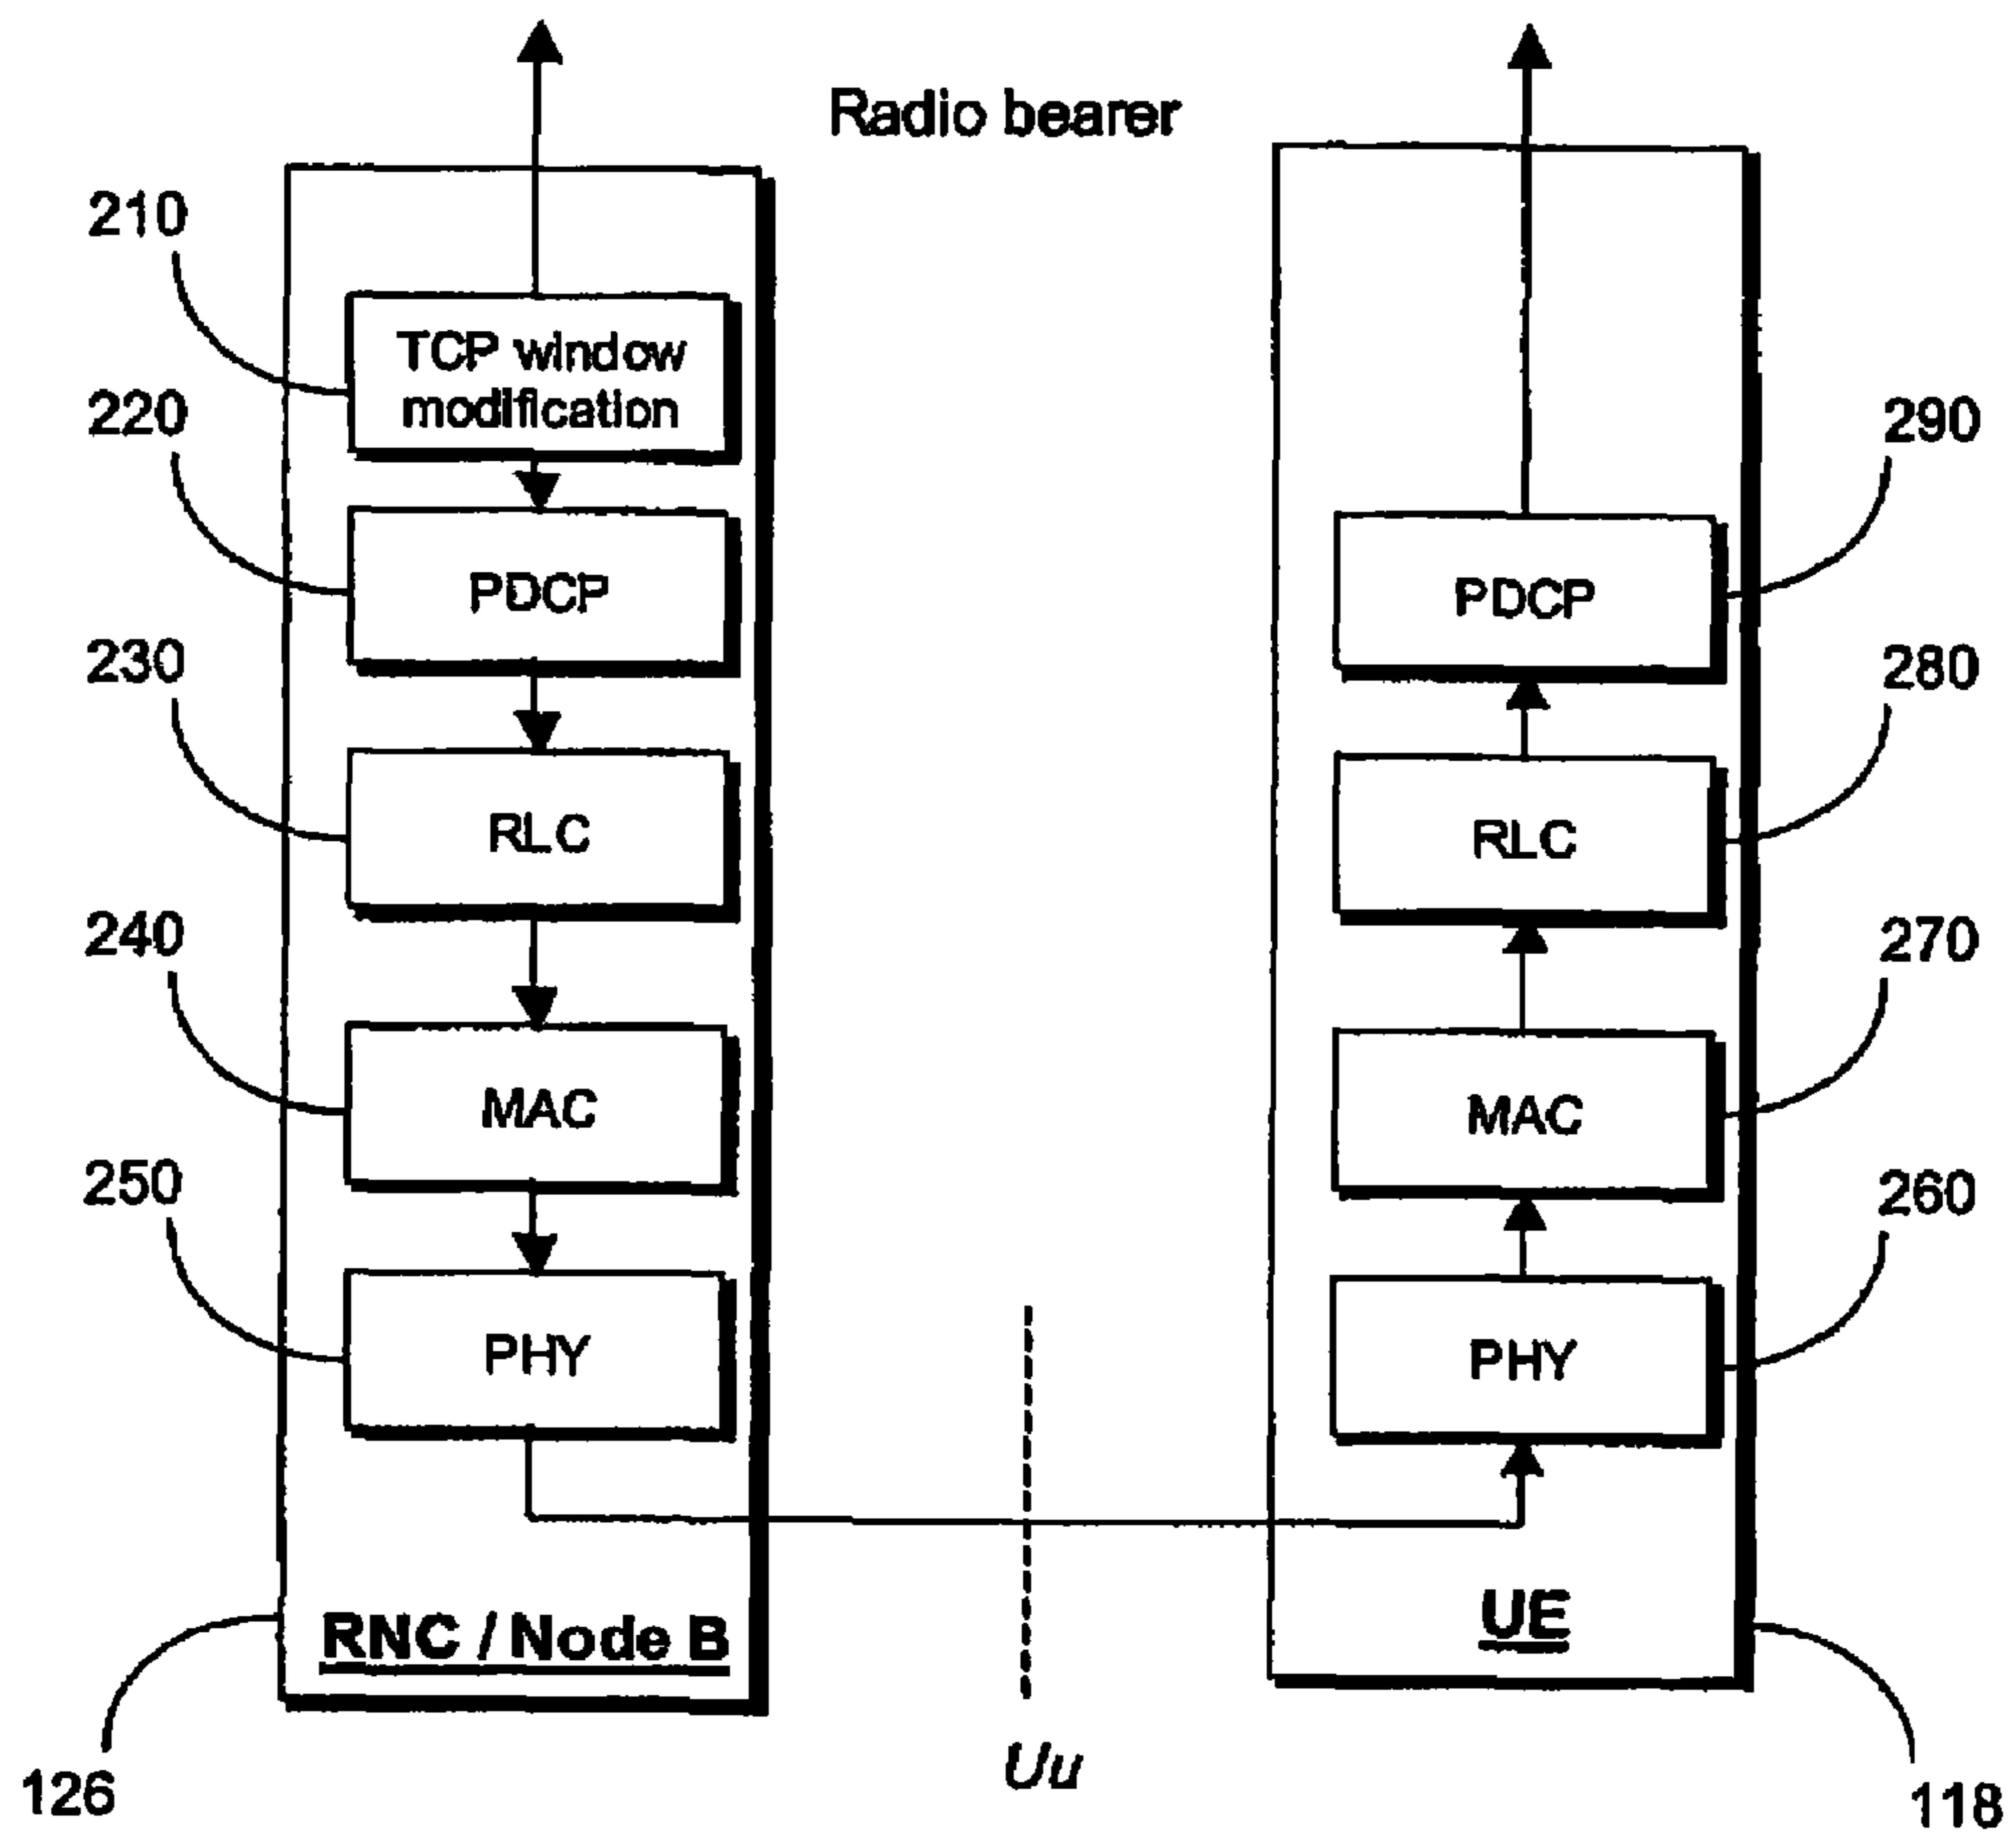 Radio bearer
210
TCP window
modification
220
PDCP
230
RLC
240
MAC
250
PHY
RNC / Node B
126
Uu
290
PDCP
280
RLC
270
MAC
260
PHY
UE
118